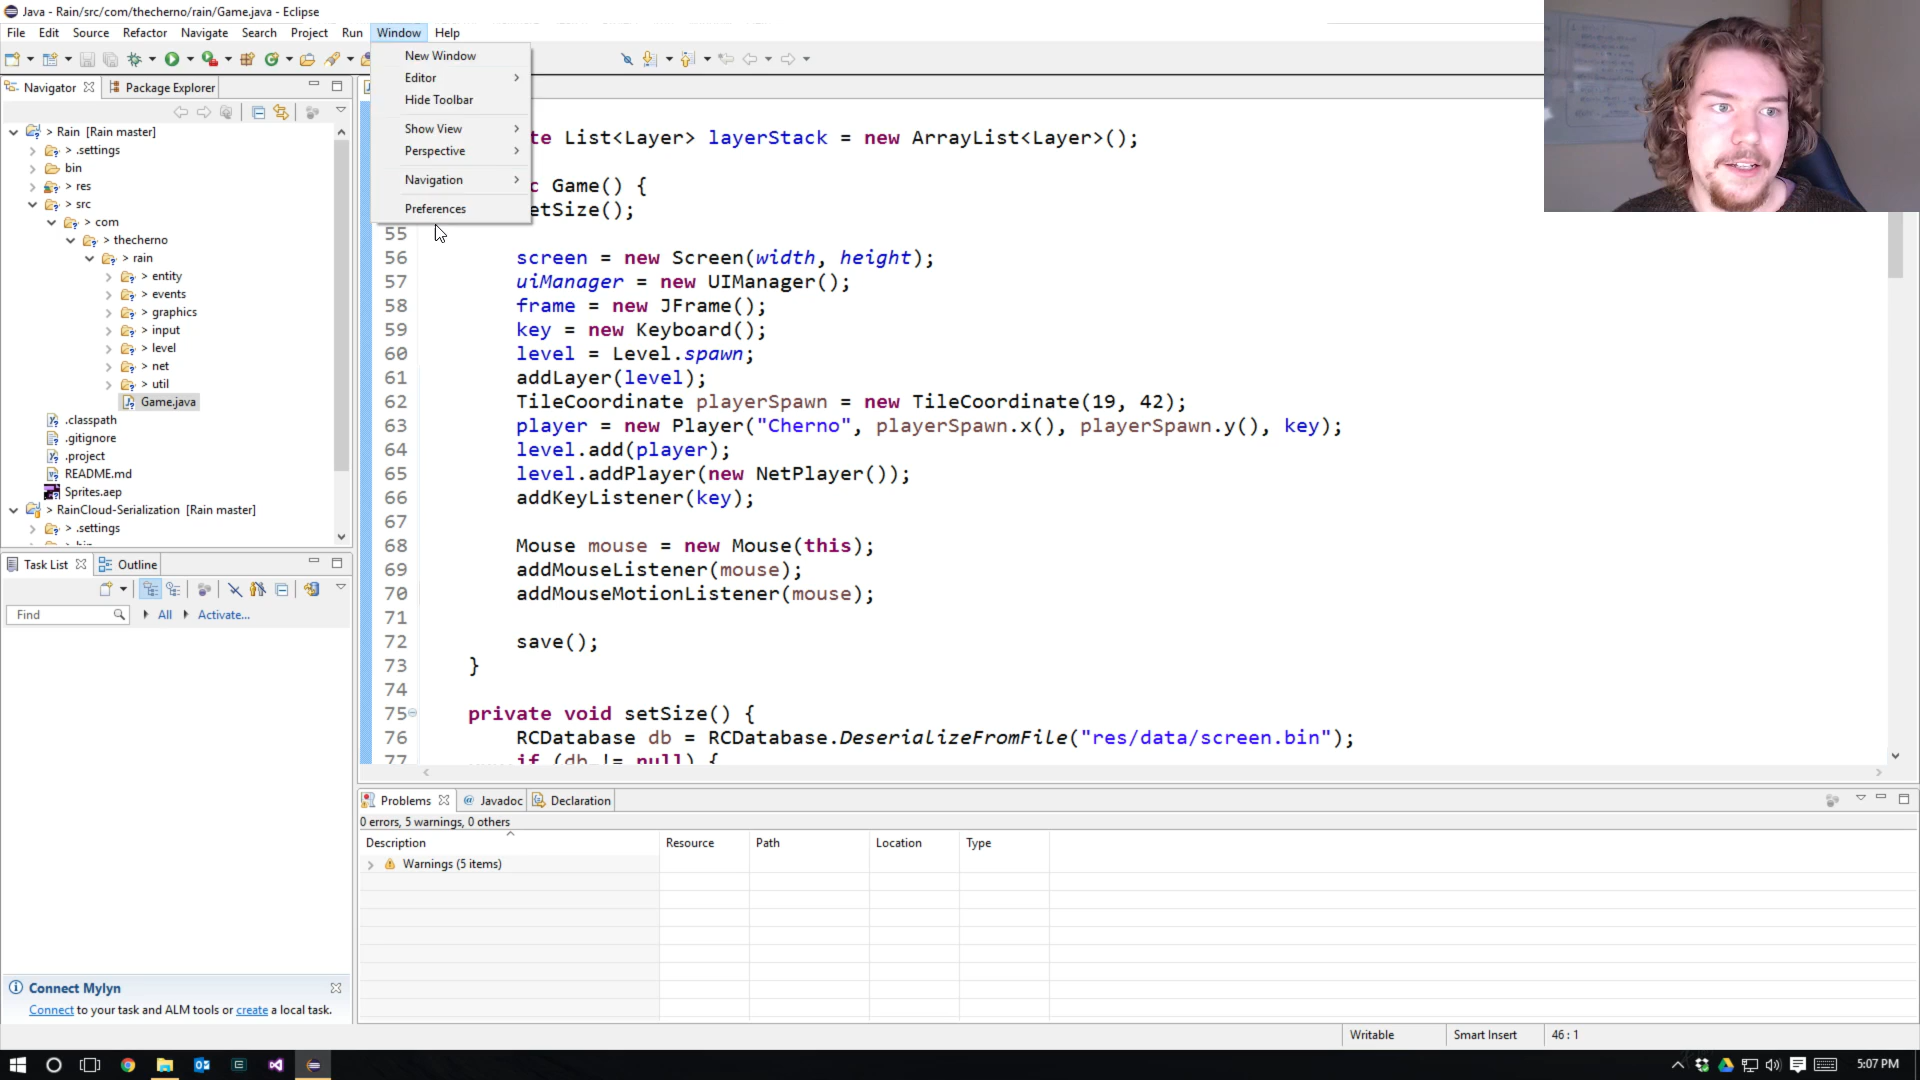 Java - Rain/src/com/thecherno/rain/Game.java - Eclipse
File Edit Source Refactor Navigate Search Project Run Window Help
New Window
Editor
Hide Toolbar
Show View
Perspective
Navigation
Preferences
Navigator Package Explorer
> Rain [Rain master]
> .settings
bin
> res
> src
> com
> thecherno
> rain
> entity
> events
> graphics
> input
> level
> net
> util
Game.java
.classpath
.gitignore
.project
README.md
Sprites.aep
> RainCloud-Serialization [Rain master]
> .settings
te List<Layer> layerStack = new ArrayList<Layer>();
c Game() {
etSize();
55
56 screen = new Screen(width, height);
57 uiManager = new UIManager();
58 frame = new JFrame();
59 key = new Keyboard();
60 level = Level.spawn;
61 addLayer(level);
62 TileCoordinate playerSpawn = new TileCoordinate(19, 42);
63 player = new Player("Cherno", playerSpawn.x(), playerSpawn.y(), key);
64 level.add(player);
65 level.addPlayer(new NetPlayer());
66 addKeyListener(key);
67
68 Mouse mouse = new Mouse(this);
69 addMouseListener(mouse);
70 addMouseMotionListener(mouse);
71
72 save();
73 }
74
75 private void setSize() {
76 RCDatabase db = RCDatabase.DeserializeFromFile("res/data/screen.bin");
77 if (db != null) {
Task List Outline
Find All Activate...
Connect Mylyn
Connect to your task and ALM tools or create a local task.
Problems Javadoc Declaration
0 errors, 5 warnings, 0 others
Description Resource Path Location Type
Warnings (5 items)
Writable Smart Insert 46 : 1
5:07 PM